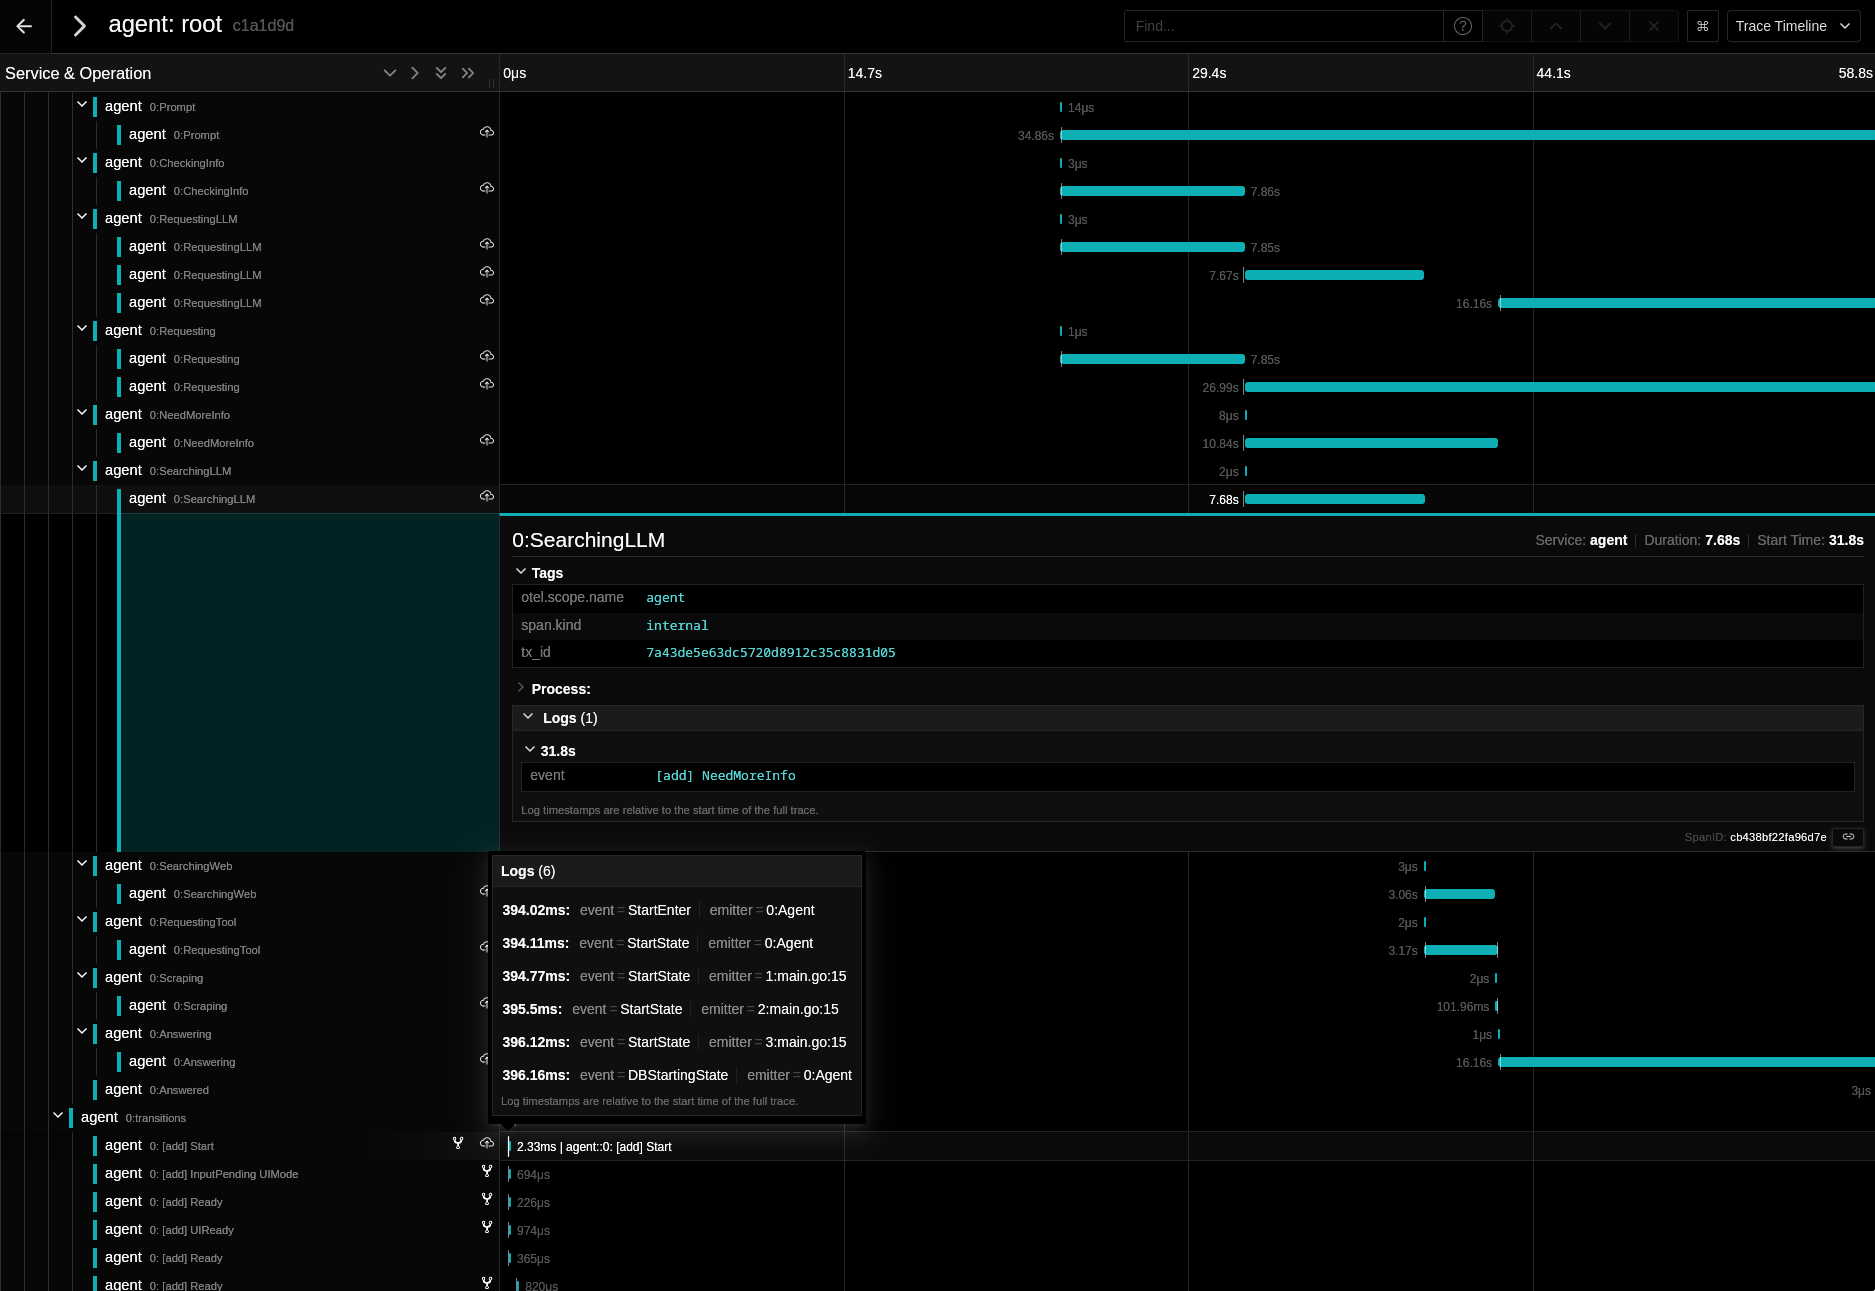 agent: root c1a1d9d Find... ⌘ Trace Timeline
Service & Operation 0μs 14.7s 29.4s 44.1s 58.8s
agent 0:Prompt 14μs
agent 0:Prompt 34.86s
agent 0:CheckingInfo 3μs
agent 0:CheckingInfo 7.86s
agent 0:RequestingLLM 3μs
agent 0:RequestingLLM 7.85s
agent 0:RequestingLLM 7.67s
agent 0:RequestingLLM 16.16s
agent 0:Requesting 1μs
agent 0:Requesting 7.85s
agent 0:Requesting 26.99s
agent 0:NeedMoreInfo 8μs
agent 0:NeedMoreInfo 10.84s
agent 0:SearchingLLM 2μs
agent 0:SearchingLLM 7.68s
0:SearchingLLM Service: agent Duration: 7.68s Start Time: 31.8s
Tags
otel.scope.name agent
span.kind internal
tx_id 7a43de5e63dc5720d8912c35c8831d05
Process:
Logs (1)
31.8s
event [add] NeedMoreInfo
Log timestamps are relative to the start time of the full trace.
SpanID: cb438bf22fa96d7e
agent 0:SearchingWeb 3μs
agent 0:SearchingWeb 3.06s
agent 0:RequestingTool 2μs
agent 0:RequestingTool 3.17s
agent 0:Scraping 2μs
agent 0:Scraping 101.96ms
agent 0:Answering 1μs
agent 0:Answering 16.16s
agent 0:Answered 3μs
agent 0:transitions
Logs (6)
394.02ms: event = StartEnter emitter = 0:Agent
394.11ms: event = StartState emitter = 0:Agent
394.77ms: event = StartState emitter = 1:main.go:15
395.5ms: event = StartState emitter = 2:main.go:15
396.12ms: event = StartState emitter = 3:main.go:15
396.16ms: event = DBStartingState emitter = 0:Agent
Log timestamps are relative to the start time of the full trace.
agent 0: [add] Start 2.33ms | agent::0: [add] Start
agent 0: [add] InputPending UIMode 694μs
agent 0: [add] Ready 226μs
agent 0: [add] UIReady 974μs
agent 0: [add] Ready 365μs
agent 0: [add] Ready 820μs